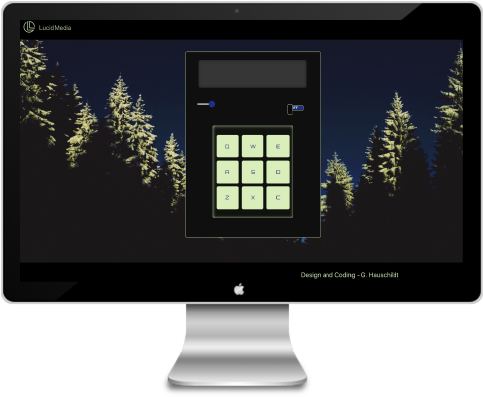 LucidMedia
Q W E
A S D
Z X C
Design and Coding - G. Hauschildt